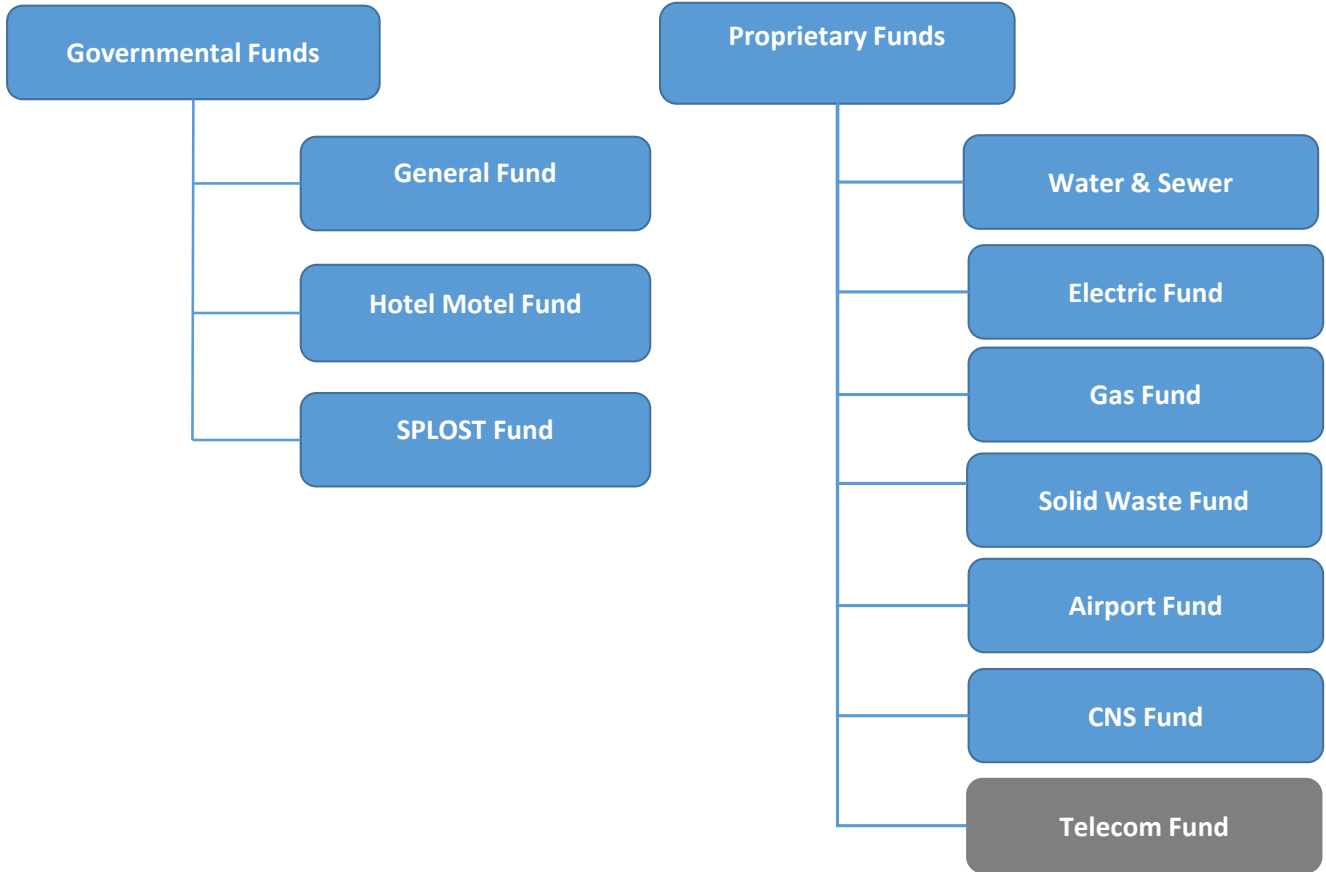 Governmental Funds
General Fund
Hotel Motel Fund
SPLOST Fund
Proprietary Funds
Water & Sewer
Electric Fund
Gas Fund
Solid Waste Fund
Airport Fund
CNS Fund
Telecom Fund